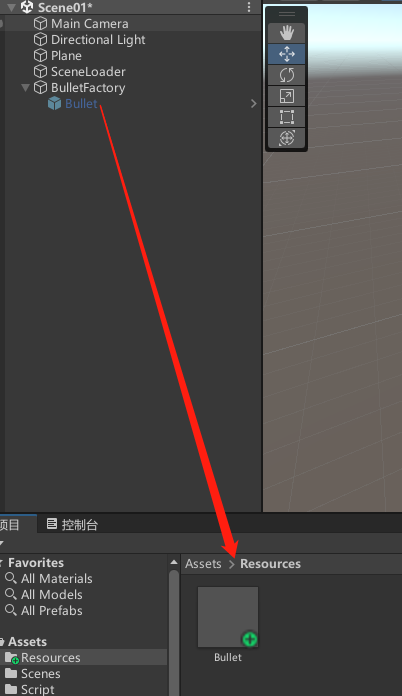 Scene01*
Main Camera
Directional Light
Plane
SceneLoader
BulletFactory
Bullet
项目
控制台
Favorites
All Materials
All Models
All Prefabs
Assets
Resources
Scenes
Script
Assets > Resources
Bullet